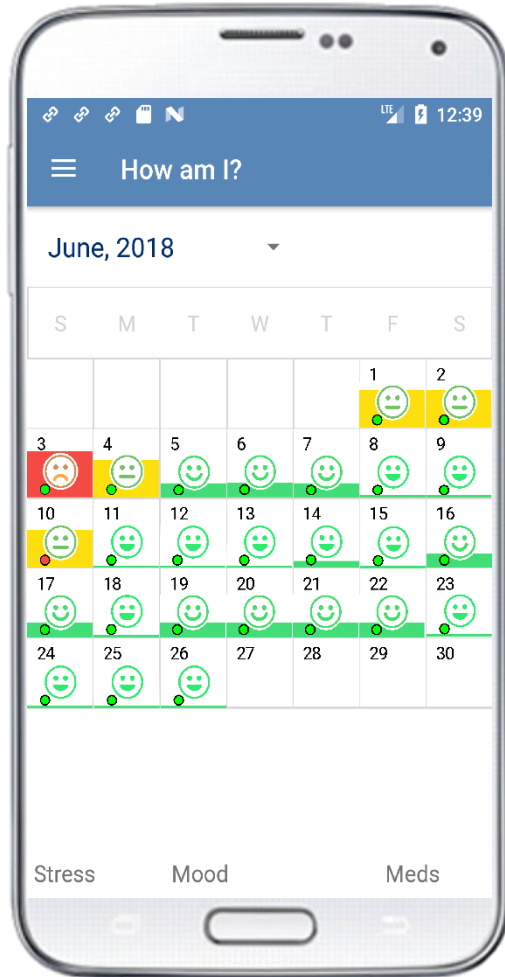 LTE 12:39
How am I?
June, 2018
S M T W T F S
1 2
3 4 5 6 7 8 9
10 11 12 13 14 15 16
17 18 19 20 21 22 23
24 25 26 27 28 29 30
Stress Mood Meds